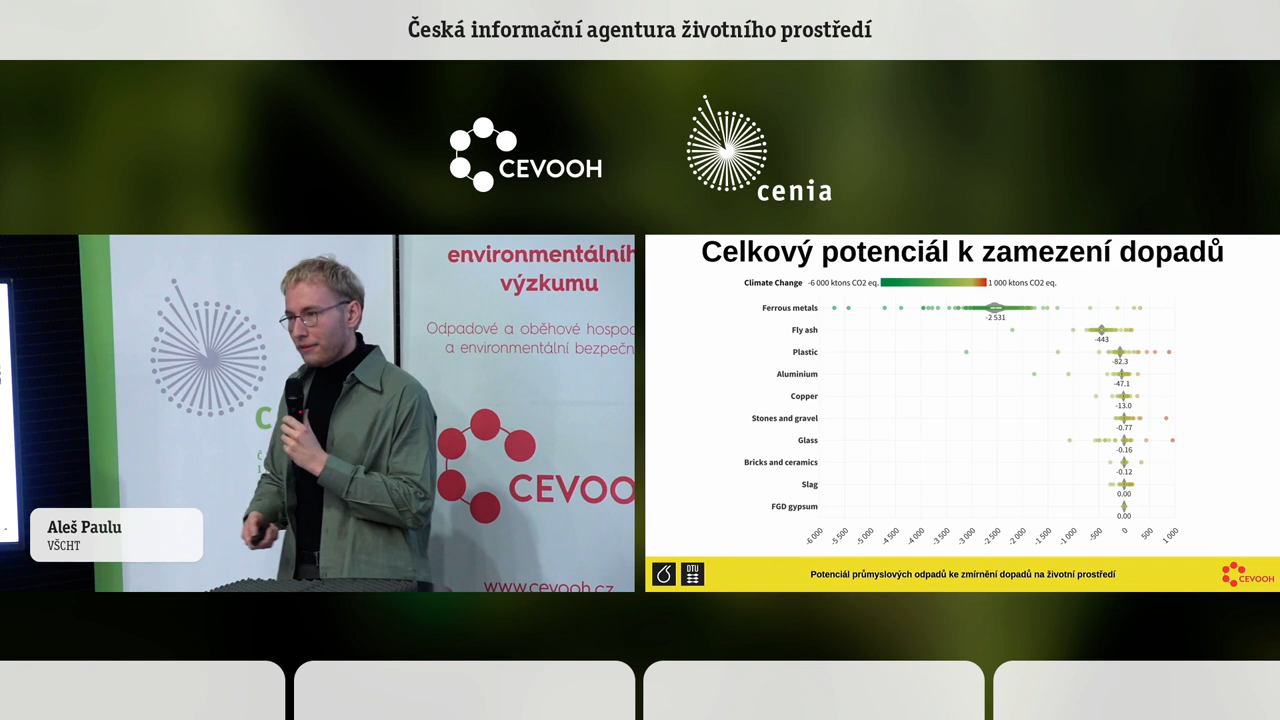 Česká informační agentura životního prostředí
CEVOOH
cenia
environmentálníh
výzkumu
Odpadové a oběhové hospod
a environmentální bezpečn
CEVOO
www.cevooh.cz
Aleš Paulu
VŠCHT
Celkový potenciál k zamezení dopadů
Climate Change -6 000 ktons CO2 eq. 1 000 ktons CO2 eq.
Ferrous metals
-2 531
Fly ash
-443
Plastic
-82.3
Aluminium
-47.1
Copper
-13.0
Stones and gravel
-0.77
Glass
-0.16
Bricks and ceramics
-0.12
Slag
0.00
FGD gypsum
0.00
-6 000 -5 500 -5 000 -4 500 -4 000 -3 500 -3 000 -2 500 -2 000 -1 500 -1 000 -500 0 500 1 000
DTU
Potenciál průmyslových odpadů ke zmírnění dopadů na životní prostředí
CEVOOH